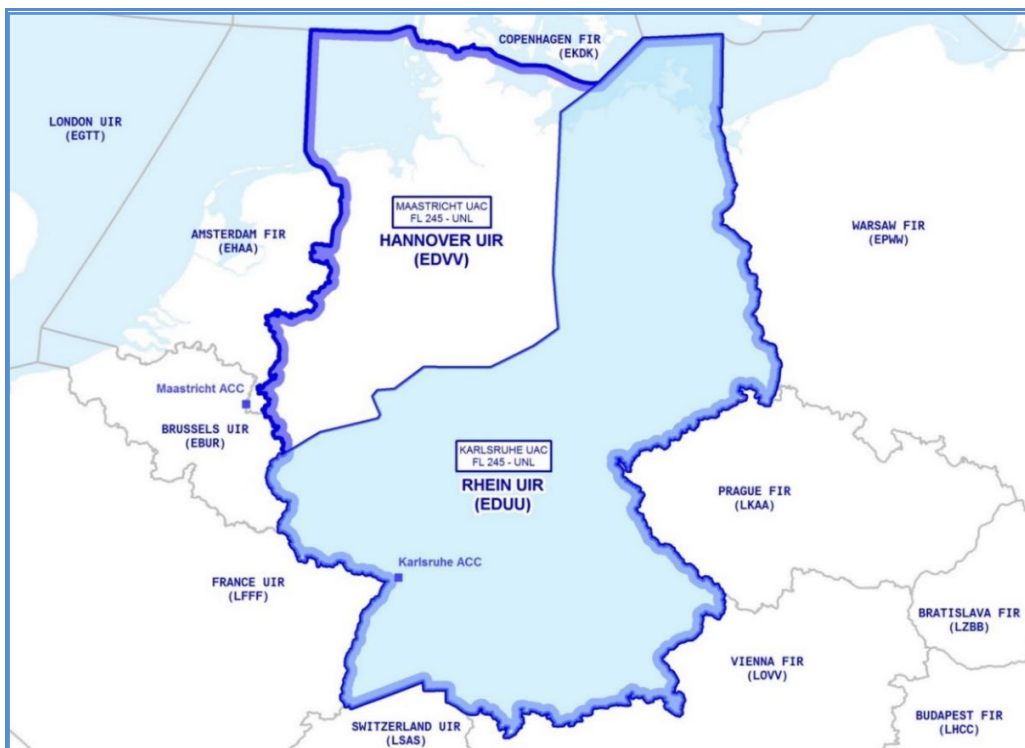 COPENHAGEN FIR
(EKDK)
LONDON UIR
(EGTT)
MAASTRICHT UAC
FL 245 - UNL
HANNOVER UIR
(EDVV)
AMSTERDAM FIR
(EHAA)
WARSAW FIR
(EPWW)
Maastricht ACC
BRUSSELS UIR
(EBUR)
KARLSRUHE UAC
FL 245 - UNL
RHEIN UIR
(EDUU)
PRAGUE FIR
(LKAA)
Karlsruhe ACC
FRANCE UIR
(LFFF)
BRATISLAVA FIR
(LZBB)
VIENNA FIR
(LOVV)
SWITZERLAND UIR
(LSAS)
BUDAPEST FIR
(LHCC)